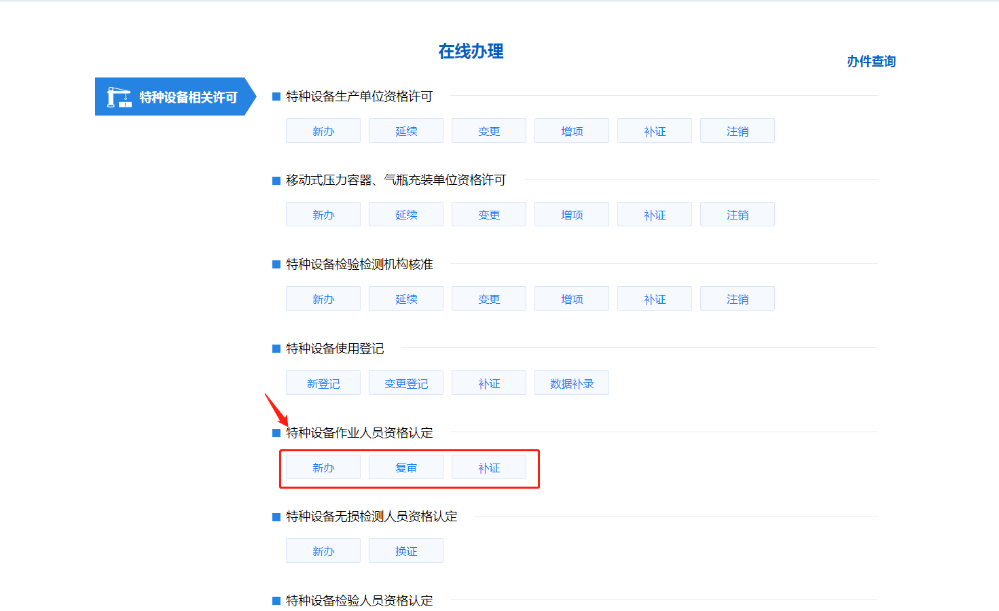 在线办理
办件查询
特种设备相关许可
特种设备生产单位资格许可
新办 延续 变更 增项 补证 注销
移动式压力容器、气瓶充装单位资格许可
新办 延续 变更 增项 补证 注销
特种设备检验检测机构核准
新办 延续 变更 增项 补证 注销
特种设备使用登记
新登记 变更登记 补证 数据补录
特种设备作业人员资格认定
新办 复审 补证
特种设备无损检测人员资格认定
新办 换证
特种设备检验人员资格认定